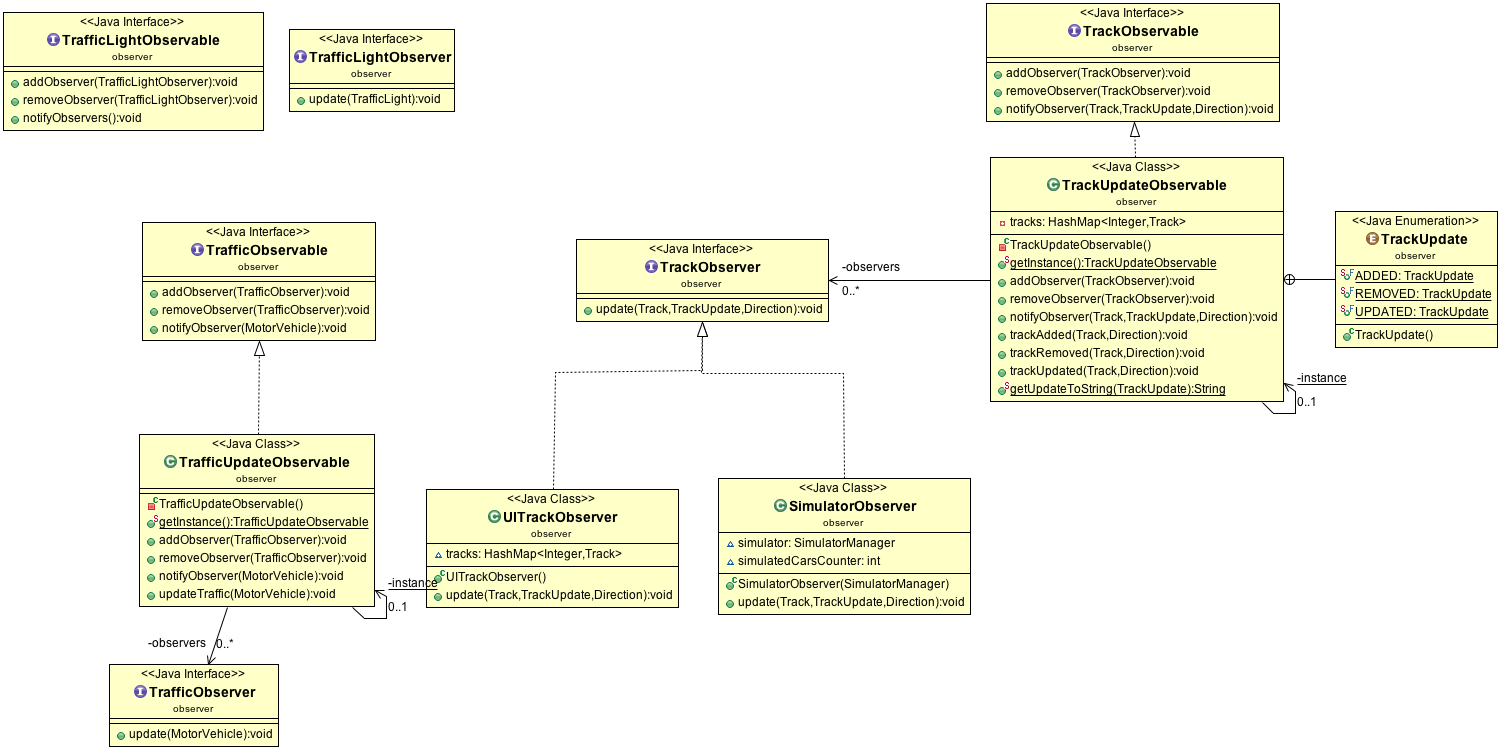 <<Java Interface>>
TrafficLightObservable
observer
addObserver(TrafficLightObserver):void
removeObserver(TrafficLightObserver):void
notifyObservers():void
<<Java Interface>>
TrafficLightObserver
observer
update(TrafficLight):void
<<Java Interface>>
TrackObservable
observer
addObserver(TrackObserver):void
removeObserver(TrackObserver):void
notifyObserver(Track,TrackUpdate,Direction):void
<<Java Class>>
TrackUpdateObservable
observer
tracks: HashMap<Integer,Track>
TrackUpdateObservable()
getInstance():TrackUpdateObservable
addObserver(TrackObserver):void
removeObserver(TrackObserver):void
notifyObserver(Track,TrackUpdate,Direction):void
trackAdded(Track,Direction):void
trackRemoved(Track,Direction):void
trackUpdated(Track,Direction):void
getUpdateToString(TrackUpdate):String
-instance
0..1
<<Java Enumeration>>
TrackUpdate
observer
ADDED: TrackUpdate
REMOVED: TrackUpdate
UPDATED: TrackUpdate
TrackUpdate()
<<Java Interface>>
TrafficObservable
observer
addObserver(TrafficObserver):void
removeObserver(TrafficObserver):void
notifyObserver(MotorVehicle):void
<<Java Interface>>
TrackObserver
observer
update(Track,TrackUpdate,Direction):void
-observers
0..*
<<Java Class>>
TrafficUpdateObservable
observer
TrafficUpdateObservable()
getInstance():TrafficUpdateObservable
addObserver(TrafficObserver):void
removeObserver(TrafficObserver):void
notifyObserver(MotorVehicle):void
updateTraffic(MotorVehicle):void
-instance
0..1
<<Java Class>>
UITrackObserver
observer
tracks: HashMap<Integer,Track>
UITrackObserver()
update(Track,TrackUpdate,Direction):void
<<Java Class>>
SimulatorObserver
observer
simulator: SimulatorManager
simulatedCarsCounter: int
SimulatorObserver(SimulatorManager)
update(Track,TrackUpdate,Direction):void
-observers 0..*
<<Java Interface>>
TrafficObserver
observer
update(MotorVehicle):void